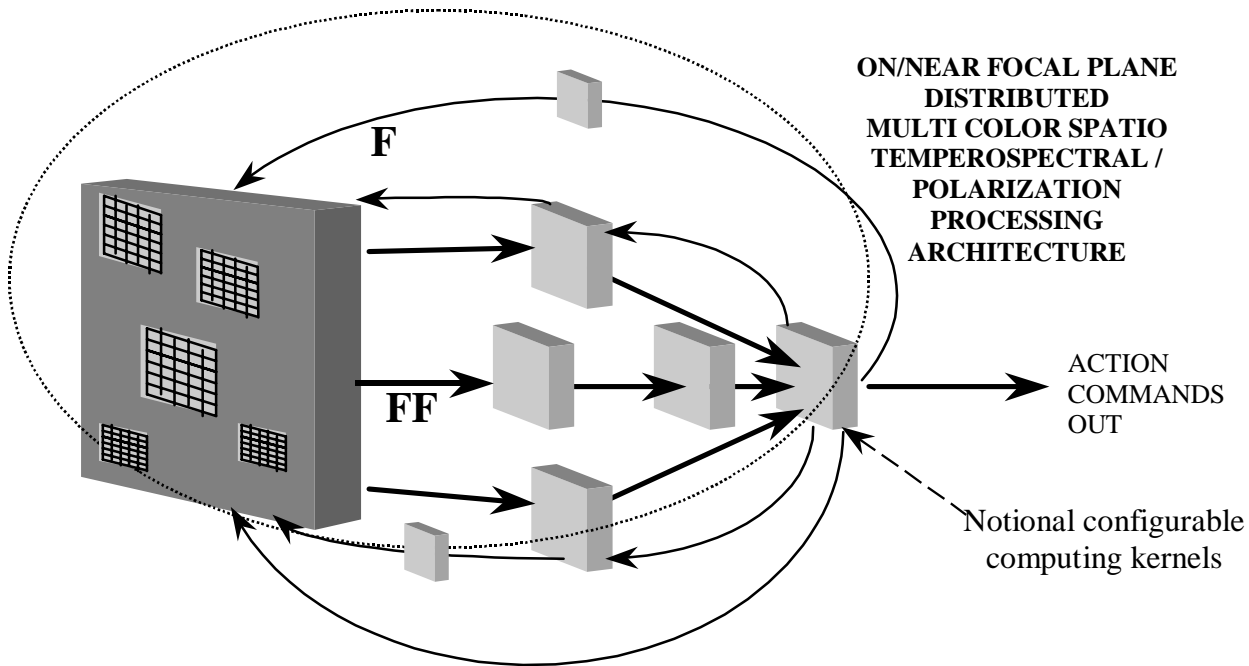 ON/NEAR FOCAL PLANE
DISTRIBUTED
MULTI COLOR SPATIO
TEMPEROSPECTRAL /
POLARIZATION
PROCESSING
ARCHITECTURE
F
FF
ACTION
COMMANDS
OUT
Notional configurable
computing kernels